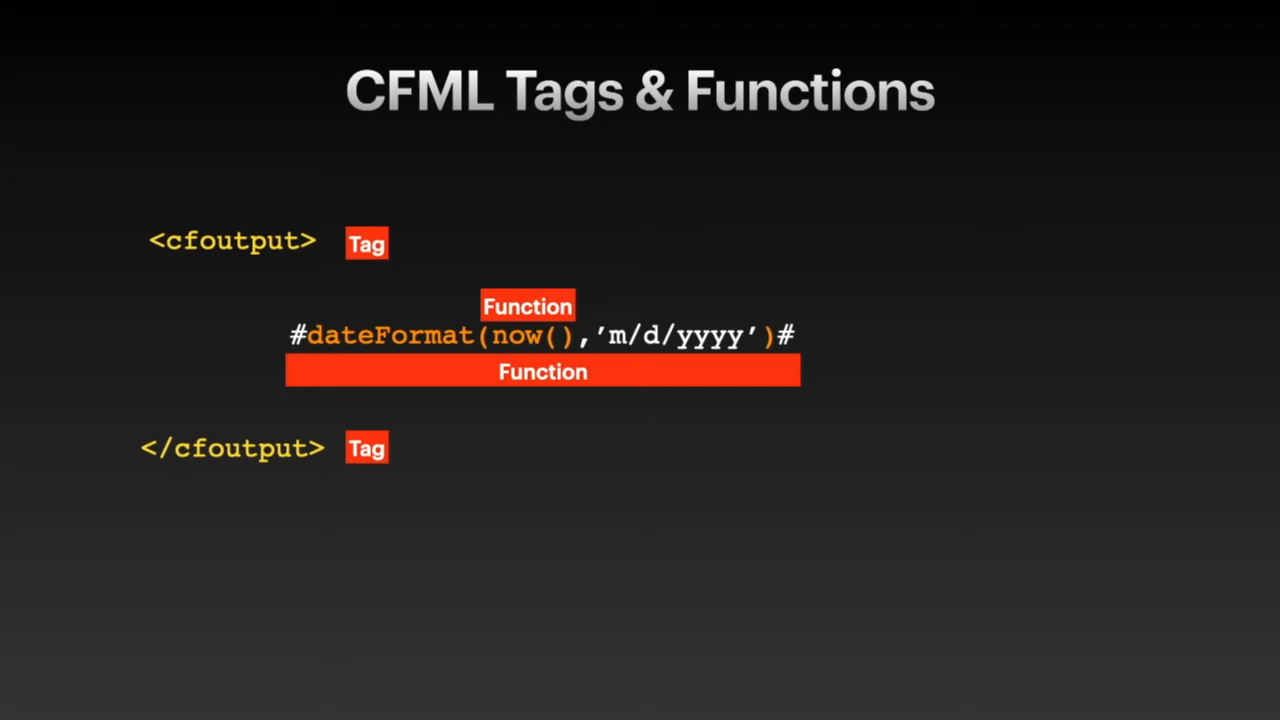 CFML Tags & Functions
<cfoutput> Tag
Function
#dateFormat(now(),’m/d/yyyy’)#
Function
</cfoutput> Tag